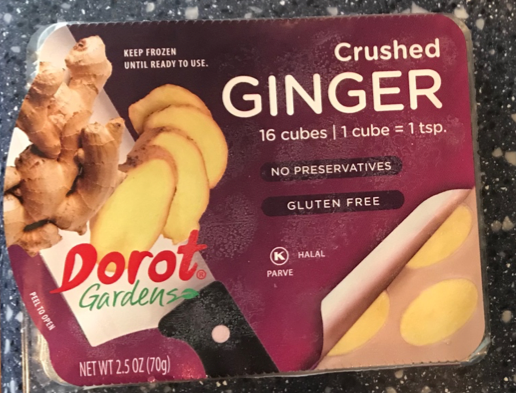 KEEP FROZEN
UNTIL READY TO USE.
Crushed
GINGER
16 cubes | 1 cube = 1 tsp.
NO PRESERVATIVES
GLUTEN FREE
K
HALAL
PARVE
Dorot®
Gardens
PEEL TO OPEN
NET WT 2.5 OZ (70g)